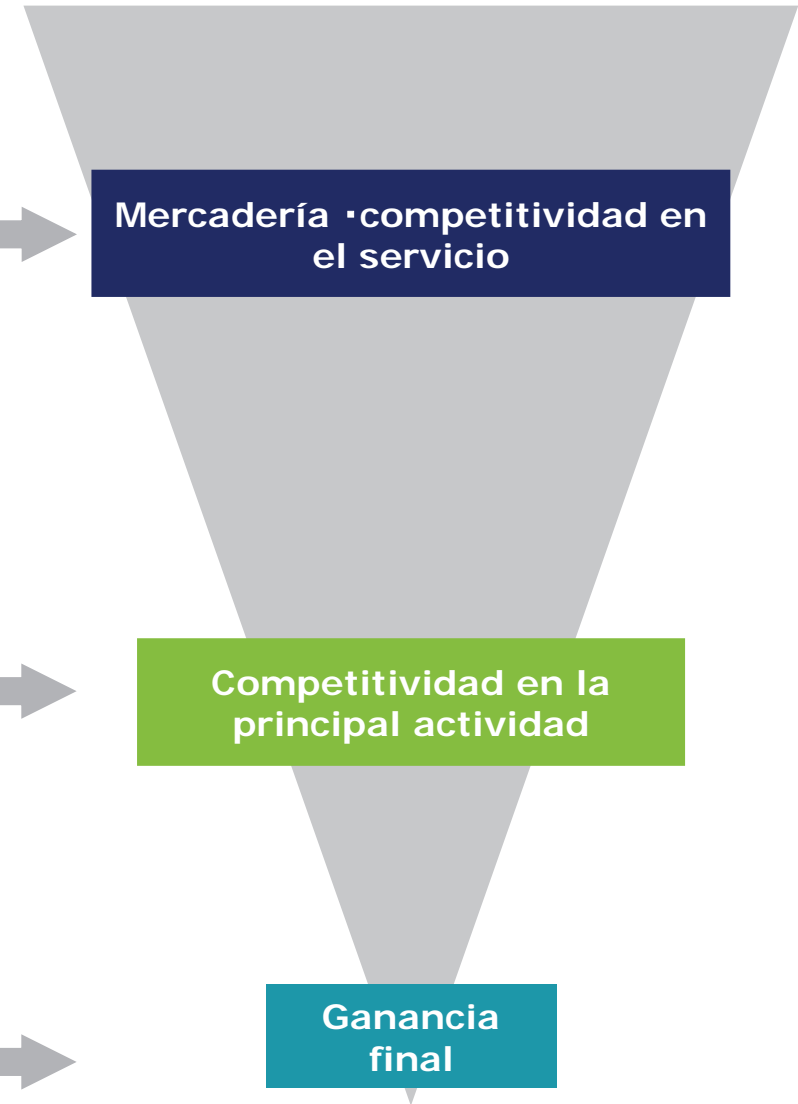 Mercadería ▪competitividad en
el servicio
Competitividad en la
principal actividad
Ganancia
final